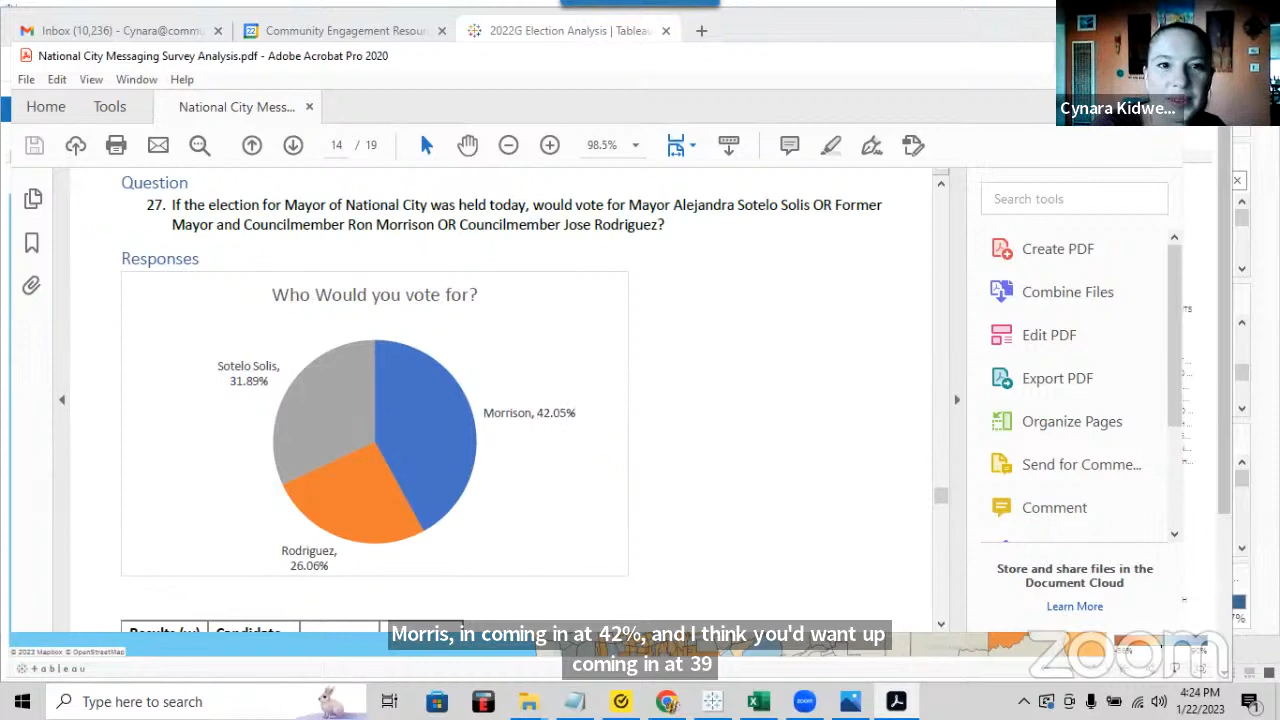 Inbox (10,236) - Cynara@commu
Community Engagement Resour
2022G Election Analysis | Tableau
National City Messaging Survey Analysis.pdf - Adobe Acrobat Pro 2020
File Edit View Window Help
Home Tools National City Mess...
Cynara Kidwe...
14 / 19 98.5%
Question
27. If the election for Mayor of National City was held today, would vote for Mayor Alejandra Sotelo Solis OR Former
Mayor and Councilmember Ron Morrison OR Councilmember Jose Rodriguez?
Responses
Who Would you vote for?
Sotelo Solis,
31.89%
Morrison, 42.05%
Rodriguez,
26.06%
Search tools
Create PDF
Combine Files
Edit PDF
Export PDF
Organize Pages
Send for Comme...
Comment
Store and share files in the
Document Cloud
Learn More
Morris, in coming in at 42%, and I think you'd want up
coming in at 39
© 2023 Mapbox © OpenStreetMap
+ a b l e a u
zoom
Type here to search
4:24 PM
1/22/2023